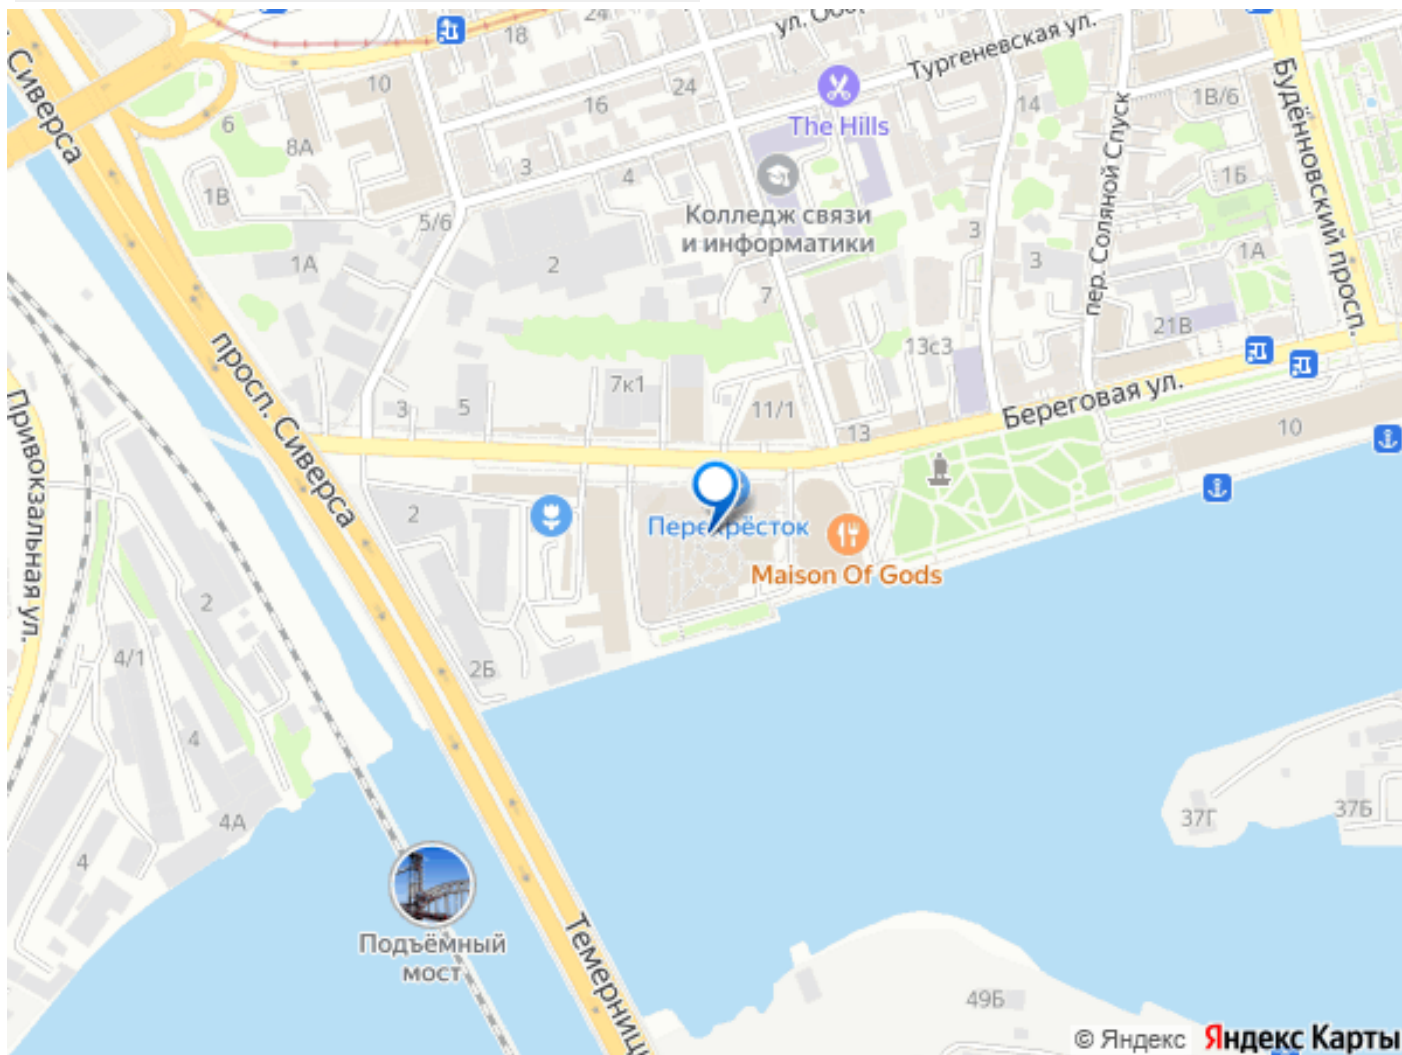 24
18
ул. Обор
Тургеневская ул.
Сиверса
10
16
24
The Hills
14
1В/6
6
8А
3
4
1В
5/6
Колледж связи
и информатики
3
3
пер. Соляной Спуск
1Б
1А
Будённовский просп.
1А
2
7
21В
13с3
просп. Сиверса
Привокзальная ул.
3
5
7к1
11/1
13
Береговая ул.
10
2
Перекрёсток
Maison Of Gods
2
4/1
2Б
4
4А
4
37Г
37Б
Подъёмный
мост
Темерниц
49Б
© Яндекс Яндекс Карты